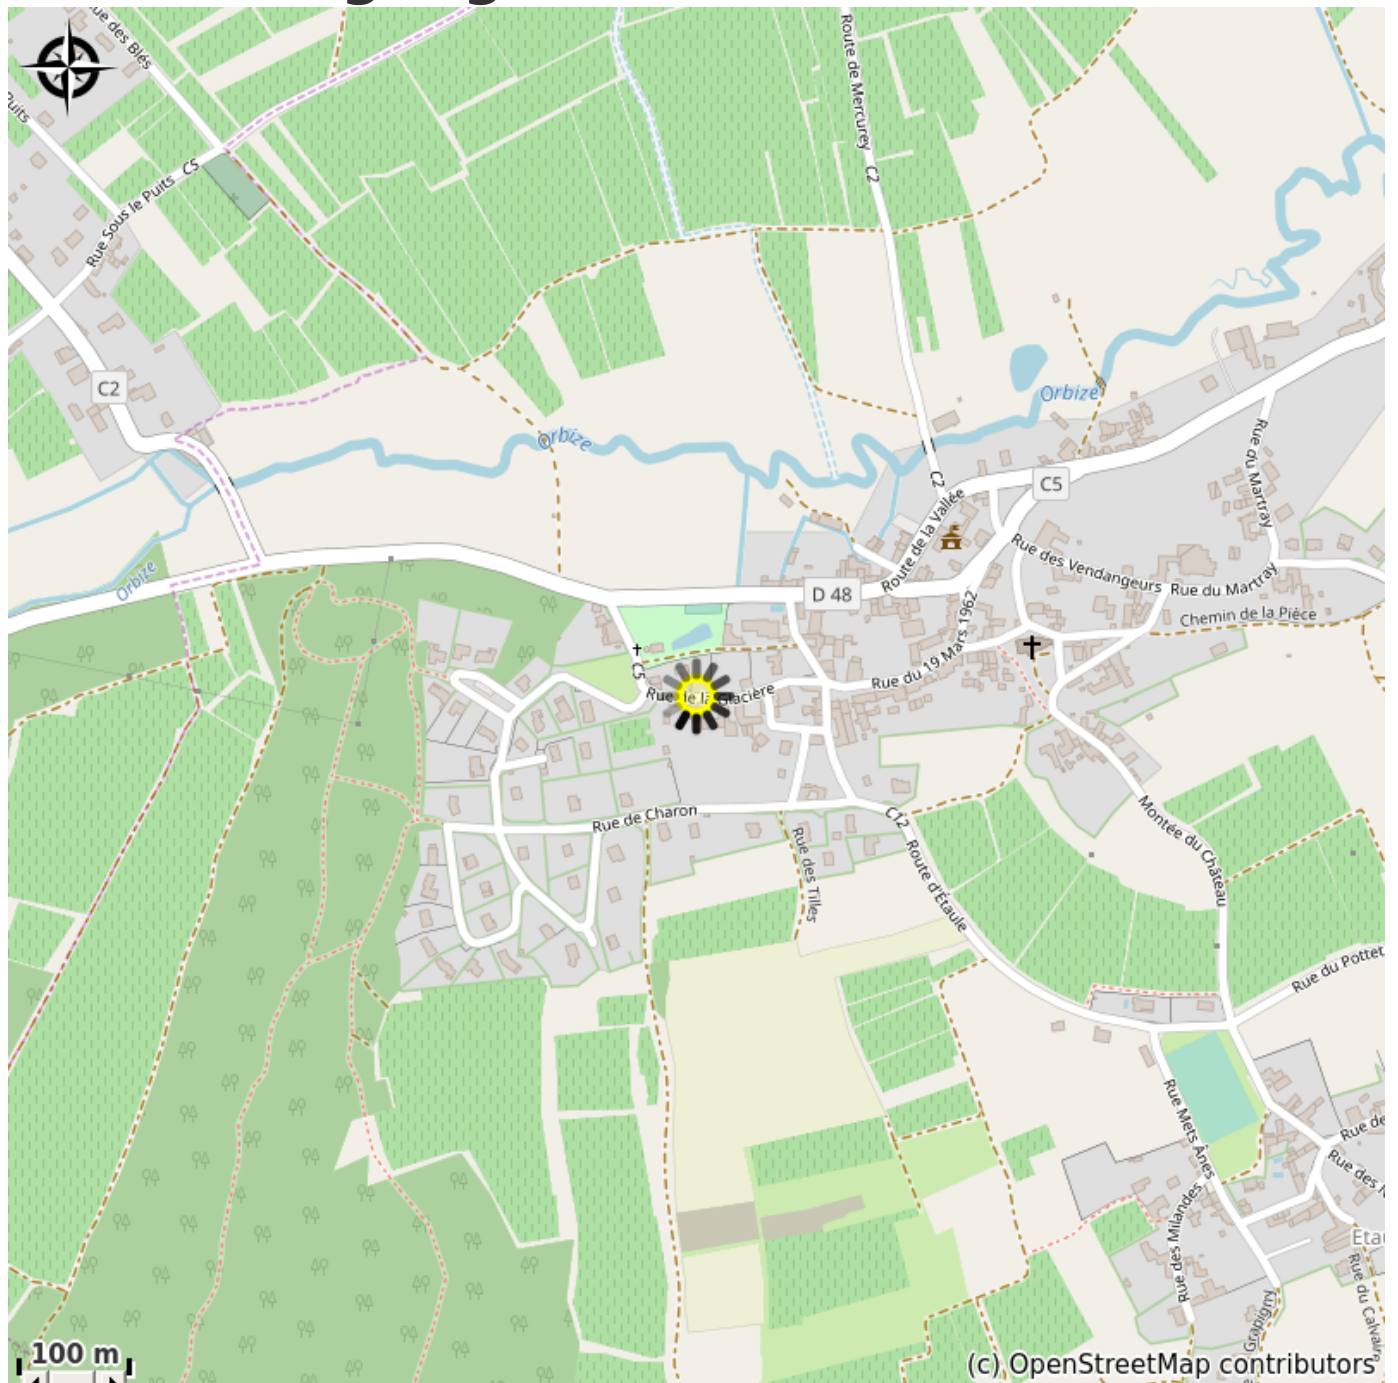 Rue des Blés
Puits
Route de Mercurey
C2
C5
Rue Sous le Puits
C2
Orbize
Orbize
C2
C5
Rue du Martray
Route de la Vallée
Rue des Vendangeurs
Rue du Martray
Orbize
D 48
Chemin de la Pièce
Rue du 19 Mars 1962
C5
Rue de la Glacière
Rue de Charon
C12
Montée du Château
Rue des Tilles
Route d'Étaule
Rue du Pottet
Rue Mets Ânes
Rue de
Rue des
Rue des Milandes
Etau
Rue du Calvaire
Grapigny
100 m
(c) OpenStreetMap contributors